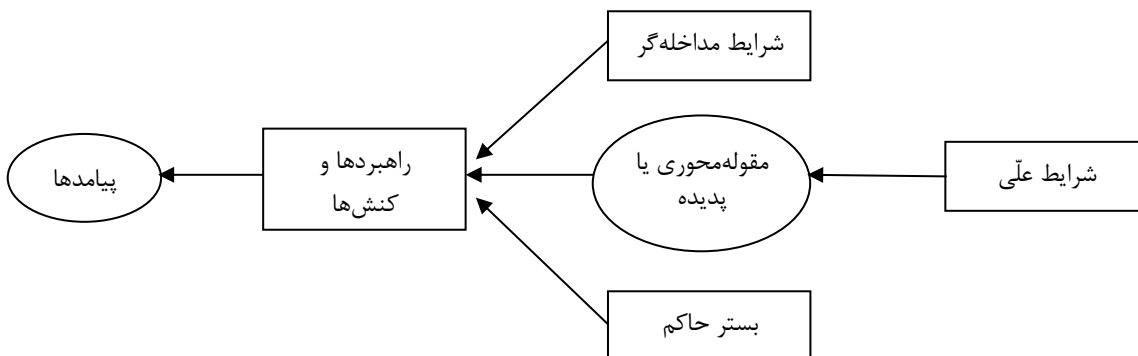 شرایط مداخله‌گر
شرایط علّی
مقوله‌محوری یا
پدیده
راهبردها و
کنش‌ها
پیامدها
بستر حاکم